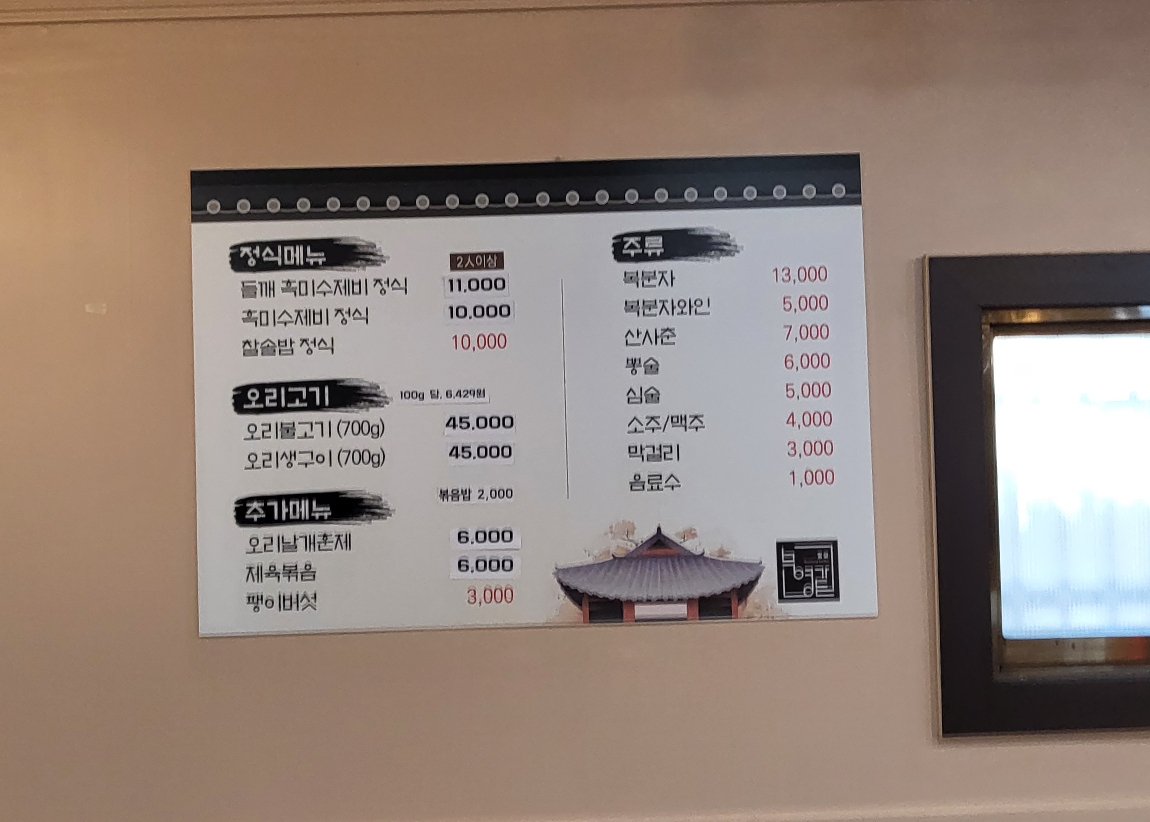 정식메뉴
2人이상
들깨 흑미수제비 정식 11,000
흑미수제비 정식 10,000
찰솔밥 정식 10,000
오리고기 100g 당. 6,429원
오리불고기 (700g) 45,000
오리생구이 (700g) 45,000
볶음밥 2,000
추가메뉴
오리날개훈제 6,000
제육볶음 6,000
팽이버섯 3,000
주류
복분자 13,000
복분자와인 5,000
산사춘 7,000
뽕술 6,000
심술 5,000
소주/맥주 4,000
막걸리 3,000
음료수 1,000